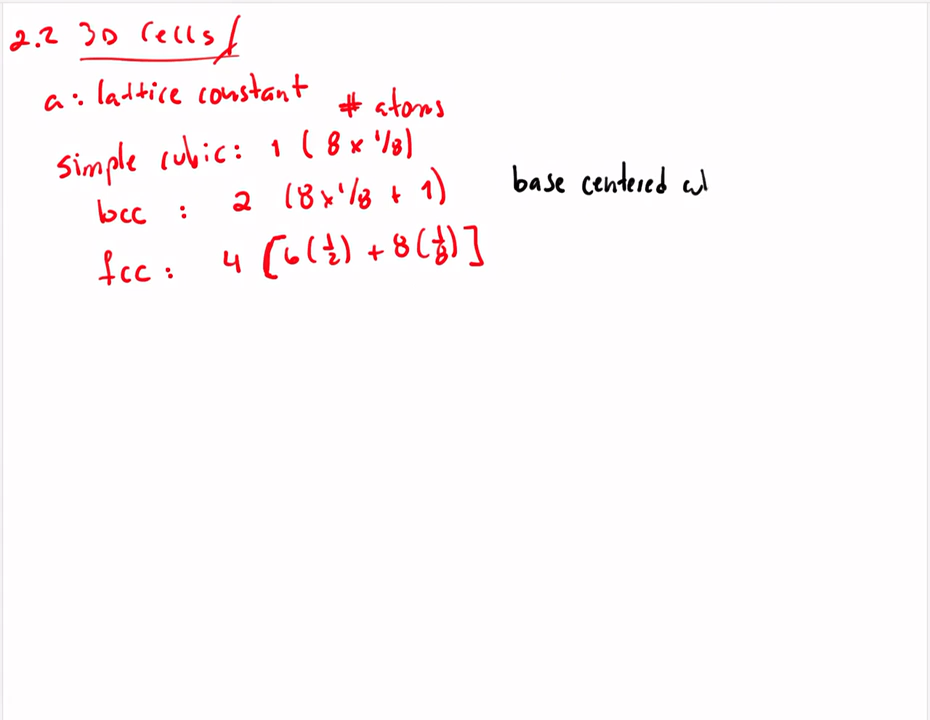 2.2 3D Cells
a: lattice constant
# atoms
simple cubic: 1 (8 x 1/8)
bcc : 2 (8 x 1/8 + 1)
fcc : 4 [6(1/2) + 8(1/8)]
base centered